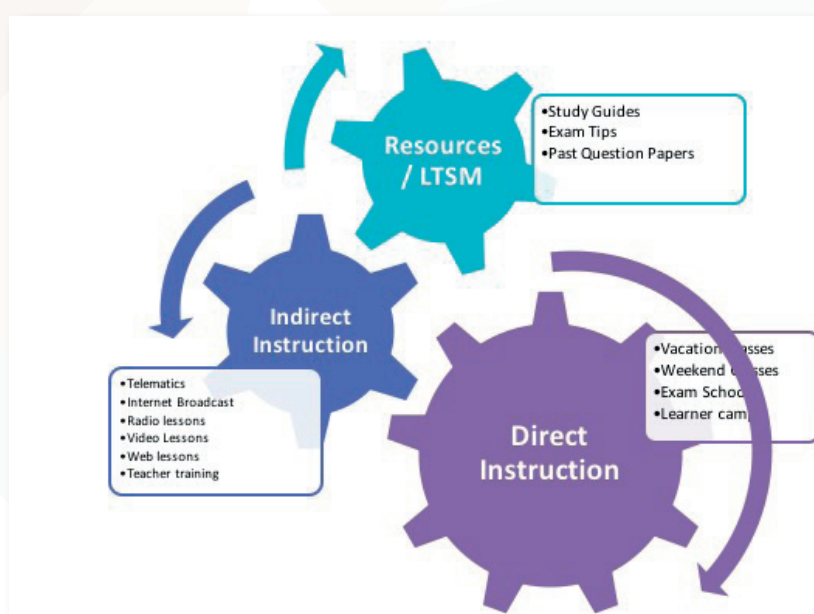 Resources
/ LTSM
•Study Guides
•Exam Tips
•Past Question Papers
Indirect
Instruction
•Telematics
•Internet Broadcast
•Radio lessons
•Video Lessons
•Web lessons
•Teacher training
Direct
Instruction
•Vacation
•Weekend
•Exam
•Learner